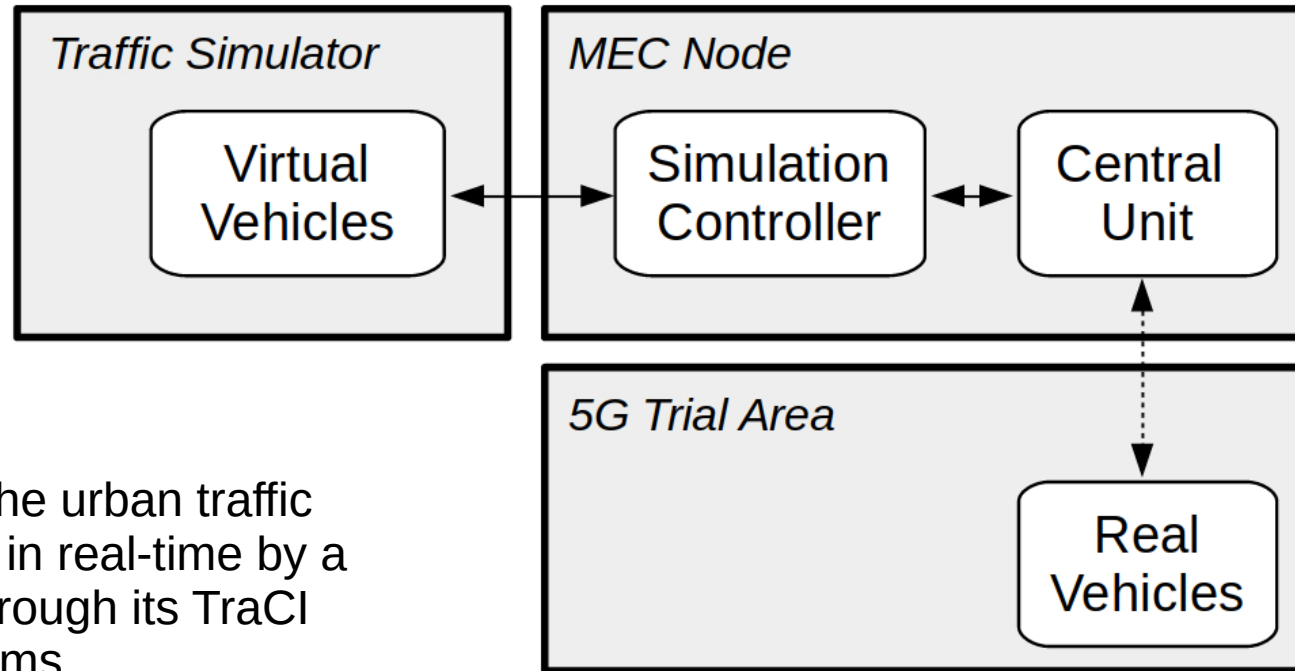 Traffic Simulator
Virtual
Vehicles
MEC Node
Simulation
Controller
Central
Unit
5G Trial Area
Real
Vehicles
he urban traffic
in real-time by a
rough its TraCI
ms